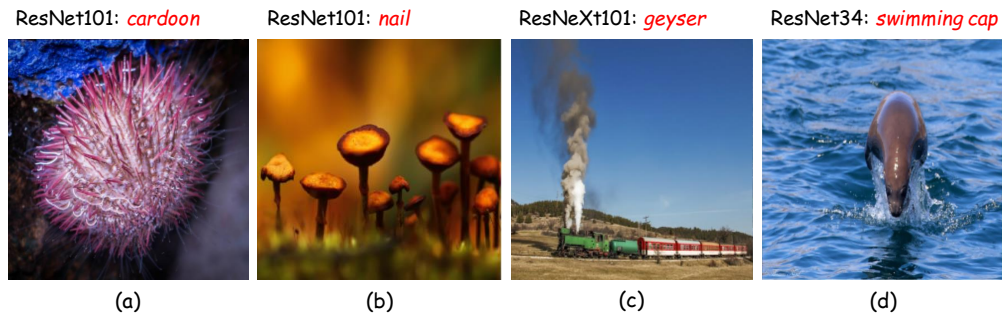 ResNet101: cardoon
ResNet101: nail
ResNeXt101: geyser
ResNet34: swimming cap
(a)
(b)
(c)
(d)